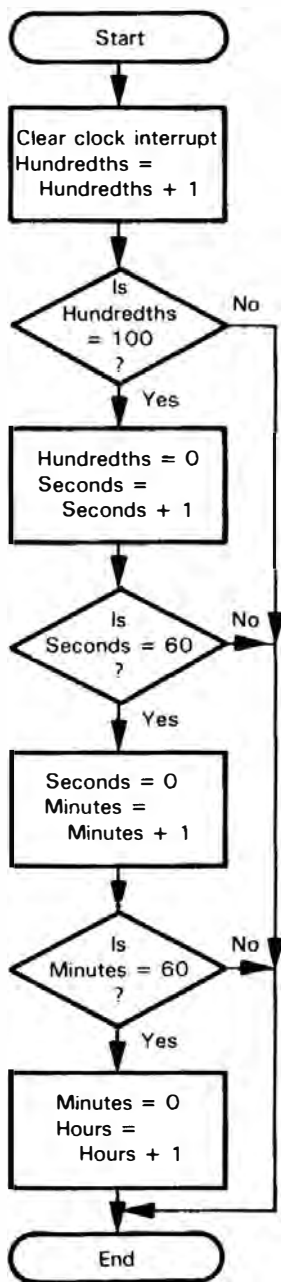 Start
Clear clock interrupt
Hundredths =
Hundredths + 1
Is
Hundredths
= 100
?
No
Yes
Hundredths = 0
Seconds =
Seconds + 1
Is
Seconds = 60
?
No
Yes
Seconds = 0
Minutes =
Minutes + 1
Is
Minutes = 60
?
No
Yes
Minutes = 0
Hours =
Hours + 1
End